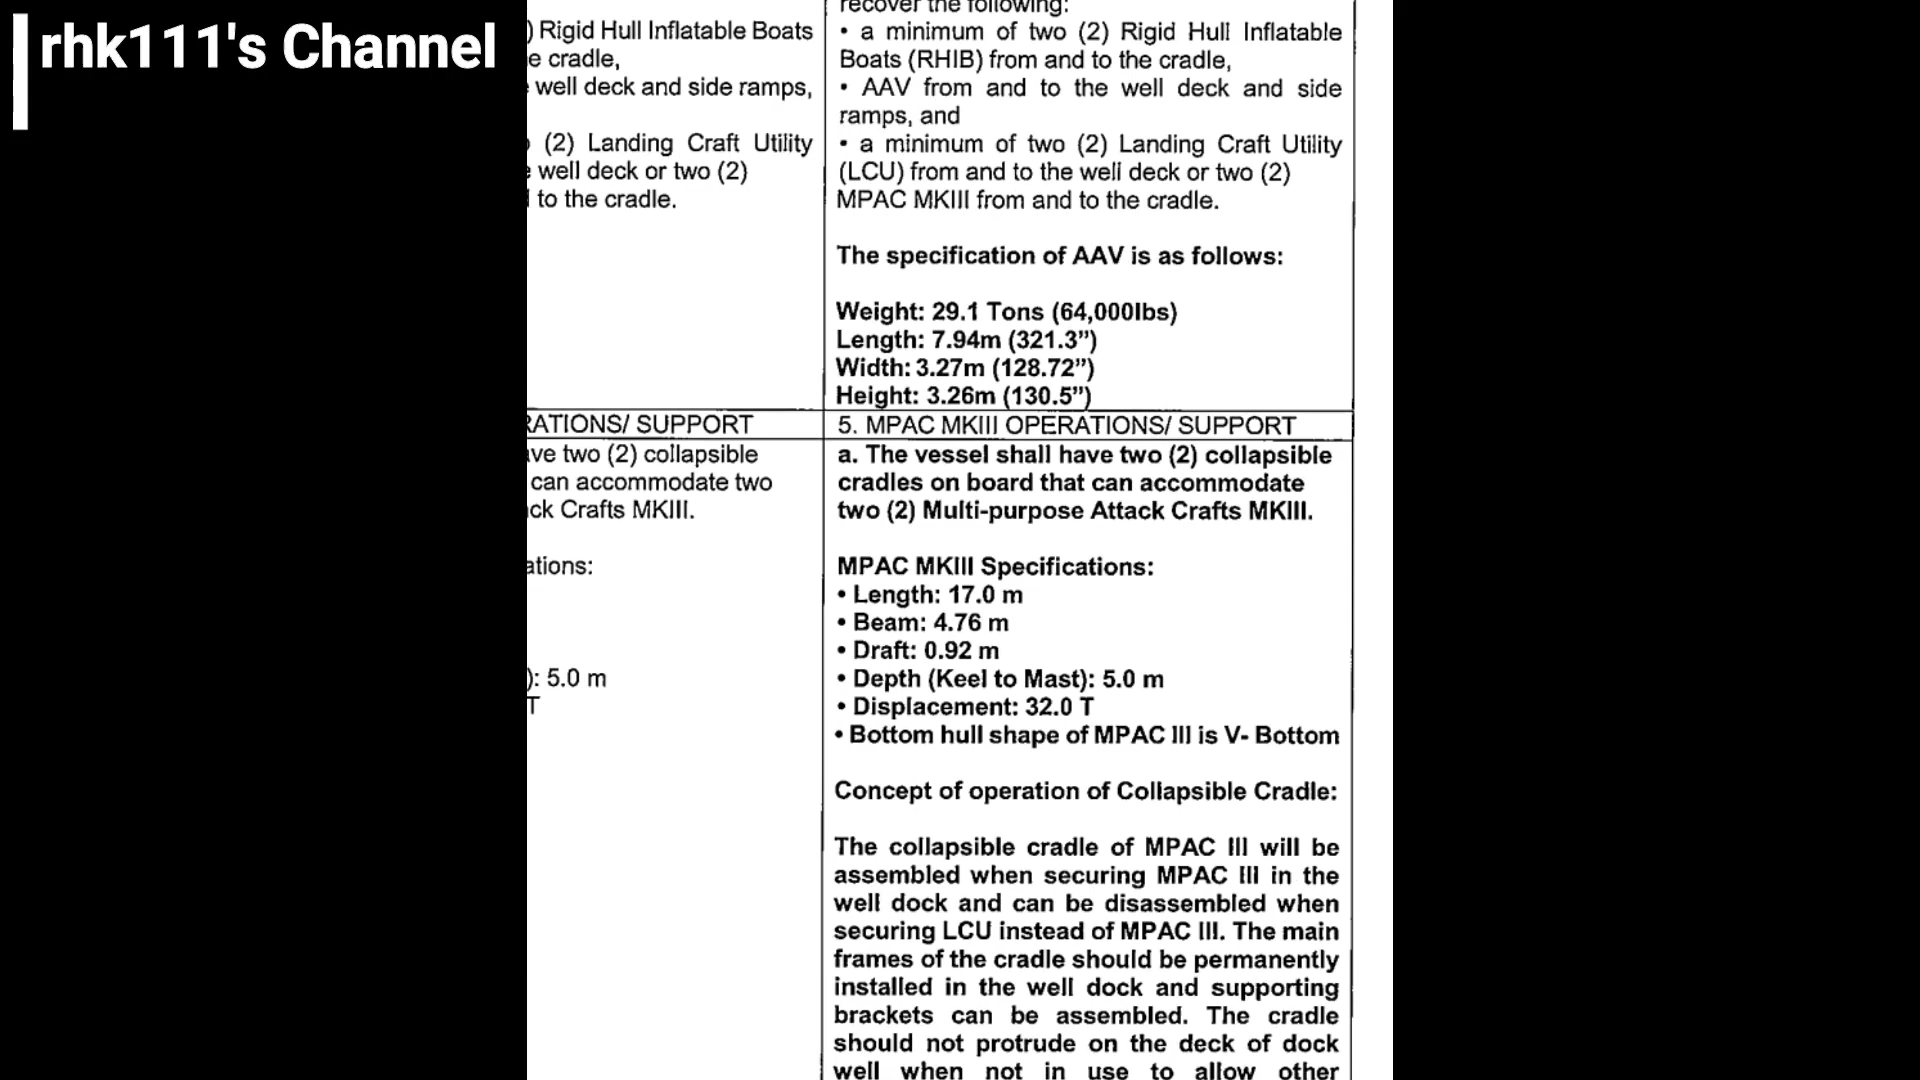 rhk111's Channel
) Rigid Hull Inflatable Boats
e cradle,
well deck and side ramps,
(2) Landing Craft Utility
well deck or two (2)
to the cradle.
RATIONS/ SUPPORT
ve two (2) collapsible
can accommodate two
ck Crafts MKIII.
ations:
): 5.0 m
T
recover the following:
• a minimum of two (2) Rigid Hull Inflatable
Boats (RHIB) from and to the cradle,
• AAV from and to the well deck and side
ramps, and
• a minimum of two (2) Landing Craft Utility
(LCU) from and to the well deck or two (2)
MPAC MKIII from and to the cradle.
The specification of AAV is as follows:
Weight: 29.1 Tons (64,000lbs)
Length: 7.94m (321.3”)
Width: 3.27m (128.72”)
Height: 3.26m (130.5”)
5. MPAC MKIII OPERATIONS/ SUPPORT
a. The vessel shall have two (2) collapsible
cradles on board that can accommodate
two (2) Multi-purpose Attack Crafts MKIII.
MPAC MKIII Specifications:
• Length: 17.0 m
• Beam: 4.76 m
• Draft: 0.92 m
• Depth (Keel to Mast): 5.0 m
• Displacement: 32.0 T
• Bottom hull shape of MPAC III is V- Bottom
Concept of operation of Collapsible Cradle:
The collapsible cradle of MPAC III will be
assembled when securing MPAC III in the
well dock and can be disassembled when
securing LCU instead of MPAC III. The main
frames of the cradle should be permanently
installed in the well dock and supporting
brackets can be assembled. The cradle
should not protrude on the deck of dock
well when not in use to allow other